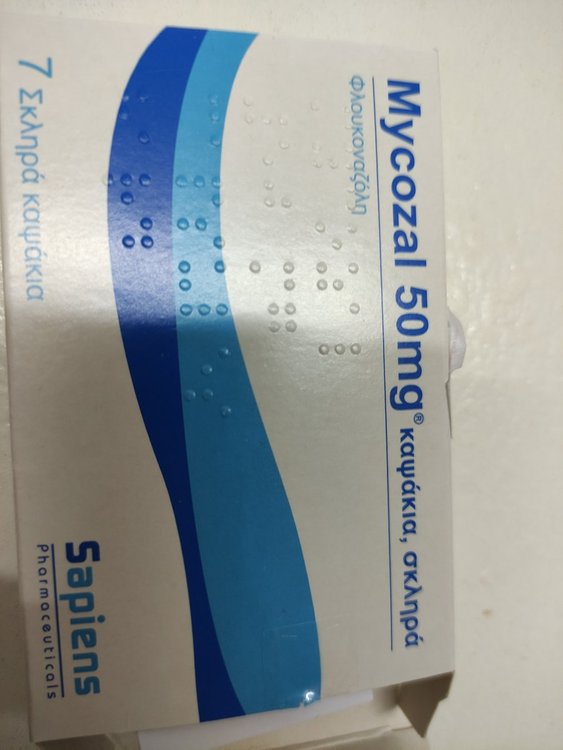 Mycozal 50mg® καψάκια, σκληρά
Φλουκοναζόλη
7 Σκληρά καψάκια
Sapiens
Pharmaceuticals